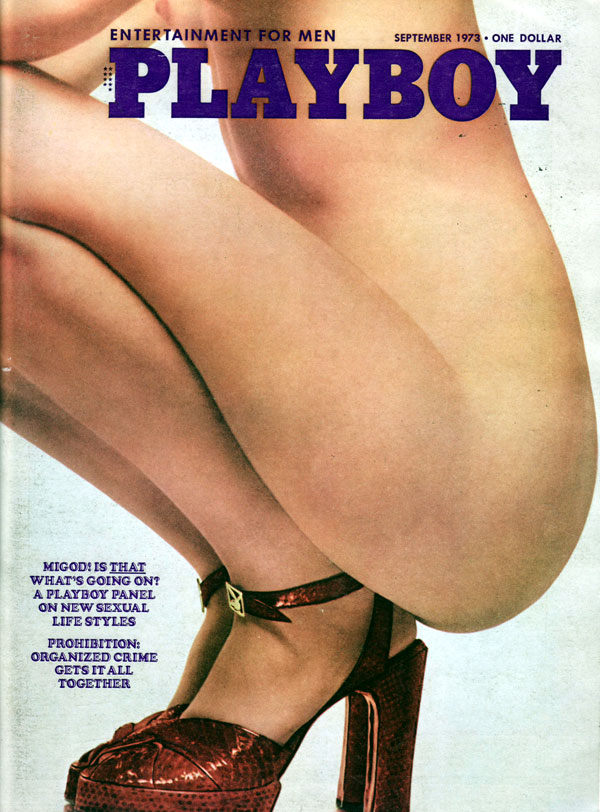 ENTERTAINMENT FOR MEN
SEPTEMBER 1973 • ONE DOLLAR
PLAYBOY
MIGOD! IS THAT
WHAT'S GOING ON?
A PLAYBOY PANEL
ON NEW SEXUAL
LIFE STYLES
PROHIBITION:
ORGANIZED CRIME
GETS IT ALL
TOGETHER